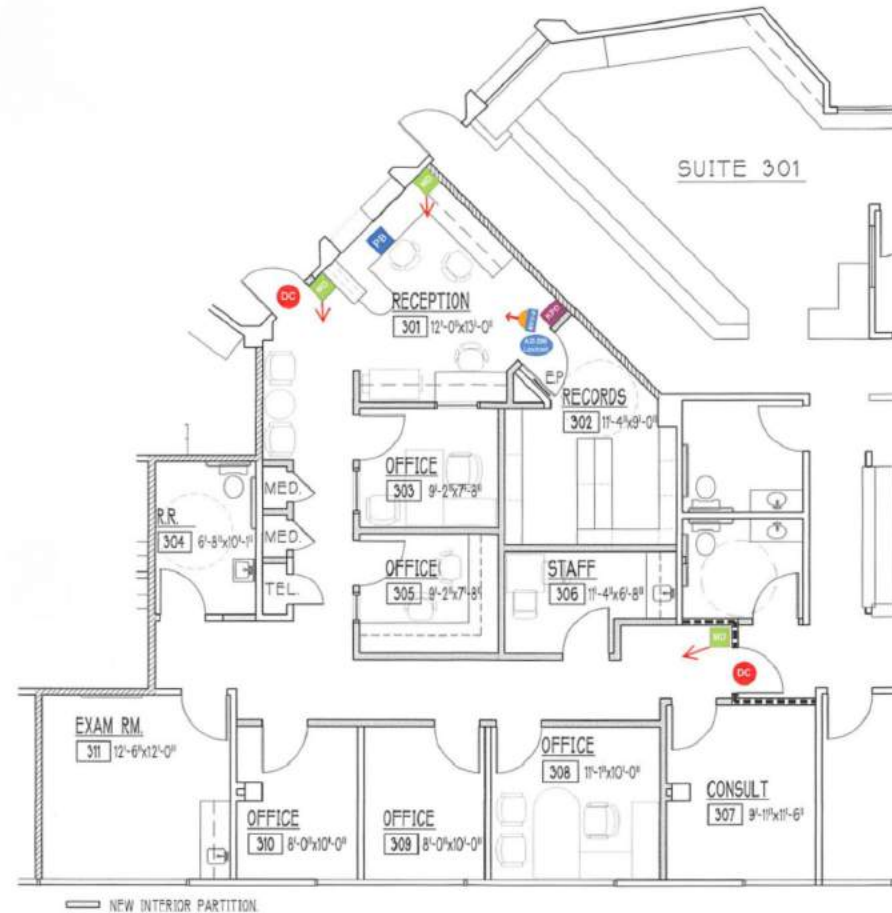 SUITE 301
MD
PB
DC
MD
RECEPTION
301 12'-0"x13'-0"
KPD
E.P.
RECORDS
302 11'-4"x9'-0"
OFFICE
303 9'-2"x7'-8"
MED.
R.R.
304 6'-8"x10'-1"
MED.
TEL.
OFFICE
305 9'-2"x7'-8"
STAFF
306 11'-4"x6'-8"
MD
DC
EXAM RM.
311 12'-6"x12'-0"
OFFICE
308 11'-1"x10'-0"
OFFICE
310 8'-0"x10'-0"
OFFICE
309 8'-0"x10'-0"
CONSULT
307 9'-11"x11'-6"
NEW INTERIOR PARTITION.